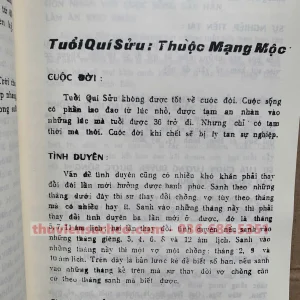 Tuổi Quí Sửu: Thuộc Mạng Mộc
CUỘC ĐỜI :
Tuổi Quí Sửu không được tốt về cuộc đời. Cuộc sống
có phần lao đao từ lúc nhỏ, được tạm an nhàn vào
những lúc mà tuổi được 36 trở đi. Nhưng chỉ có tạm
thời mà thôi. Cuộc đời khi chết sẽ bị ly tan sự nghiệp.
TÌNH DUYÊN :
Vấn đề tình duyên cũng có nhiều khó khăn phải thay
đổi đôi lần mới hưởng được hạnh phúc. Sanh theo những
tháng dưới đây thì sự thay đổi chồng, vợ tùy theo tháng
mà có nhiều hay ít. Sanh vào những tháng này thì phải
thay đổi tình duyên ba lần mới ở được, đó là tháng
những tháng giêng, 3, 4, 6, 8 và 12 âm lịch. Sanh vào
những tháng này thì một vợ một chồng : tháng 2, 9 và
10 âm lịch. Trên đây là bản lược kê để biết số bạn, nếu sanh
vào những tháng kể trên mà sự thay đổi vợ chồng cần
có theo tháng sanh mà biết được.